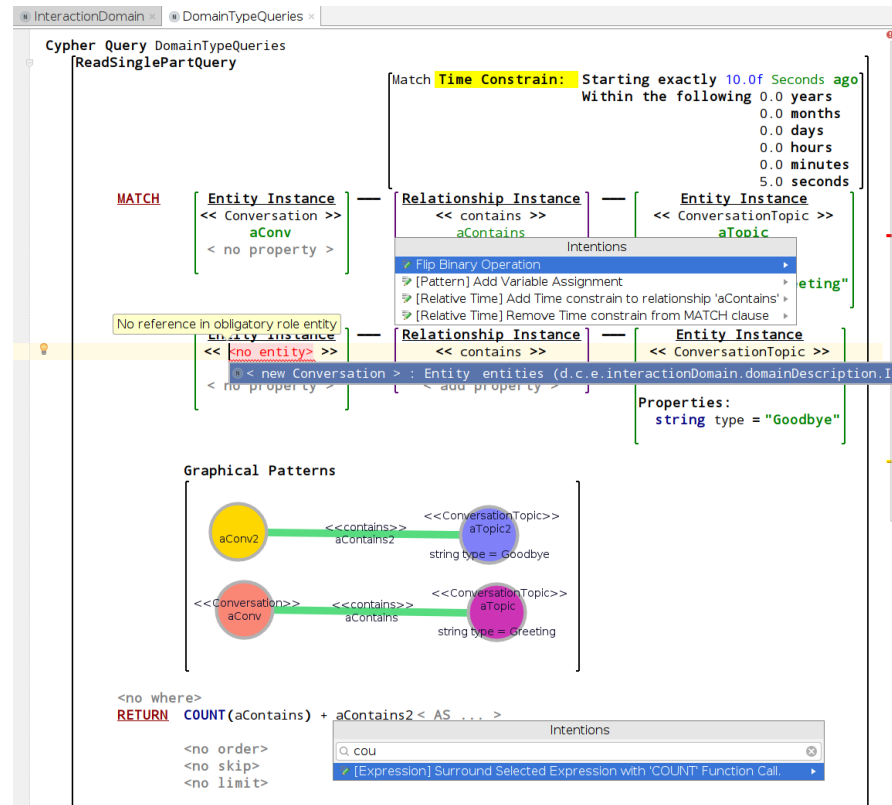 InteractionDomain
DomainTypeQueries
Cypher Query DomainTypeQueries
ReadSinglePartQuery
Match Time Constrain: Starting exactly 10.0f Seconds ago
Within the following 0.0 years
0.0 months
0.0 days
0.0 hours
0.0 minutes
5.0 seconds
MATCH Entity Instance Relationship Instance Entity Instance
<< Conversation >> << contains >> << ConversationTopic >>
aConv aContains aTopic
< no property >
Intentions
Flip Binary Operation
[Pattern] Add Variable Assignment
[Relative Time] Add Time constrain to relationship 'aContains'
[Relative Time] Remove Time constrain from MATCH clause
eting"
No reference in obligatory role entity
Entity Instance Relationship Instance Entity Instance
<< <no entity> >> << contains >> << ConversationTopic >>
< new Conversation > : Entity entities (d.c.e.interactionDomain.domainDescription.I
< no property > < add property >
Properties:
string type = "Goodbye"
Graphical Patterns
<<ConversationTopic>>
aConv2 <<contains>> aTopic2
aContains2
string type = Goodbye
<<ConversationTopic>>
<<Conversation>> <<contains>> aTopic
aConv aContains
string type = Greeting
<no where>
RETURN COUNT(aContains) + aContains2 < AS ... >
Intentions
<no order>
cou
<no skip>
[Expression] Surround Selected Expression with 'COUNT' Function Call.
<no limit>